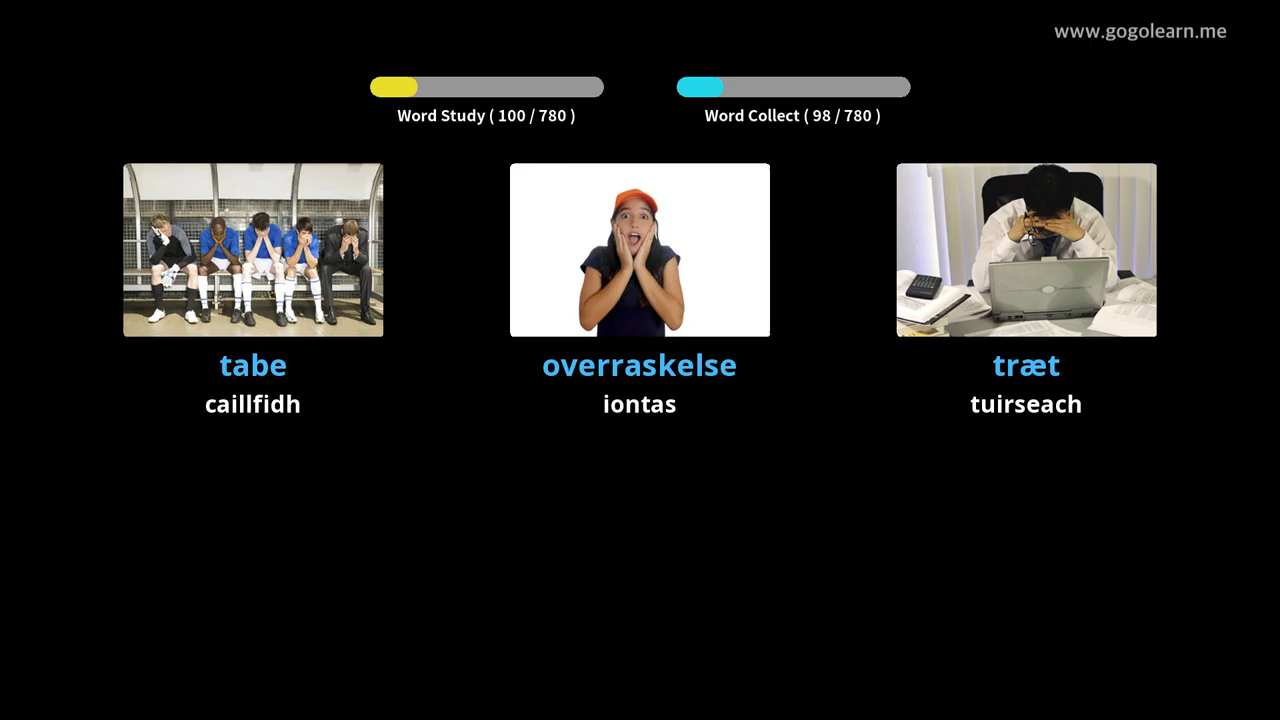 www.gogolearn.me
Word Study ( 100 / 780 )
Word Collect ( 98 / 780 )
tabe
overraskelse
træt
caillfidh
iontas
tuirseach